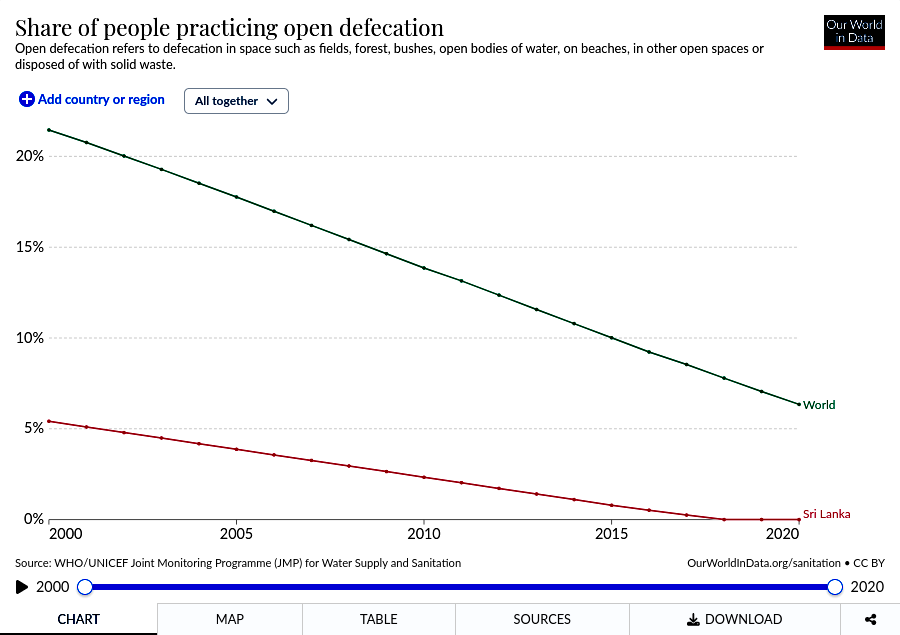 Share of people practicing open defecation
Our World
in Data
Open defecation refers to defecation in space such as fields, forest, bushes, open bodies of water, on beaches, in other open spaces or
disposed of with solid waste.
Add country or region
All together
20%
15%
10%
5%
0%
World
Sri Lanka
2000 2005 2010 2015 2020
Source: WHO/UNICEF Joint Monitoring Programme (JMP) for Water Supply and Sanitation
OurWorldInData.org/sanitation • CC BY
2000 2020
CHART MAP TABLE SOURCES DOWNLOAD